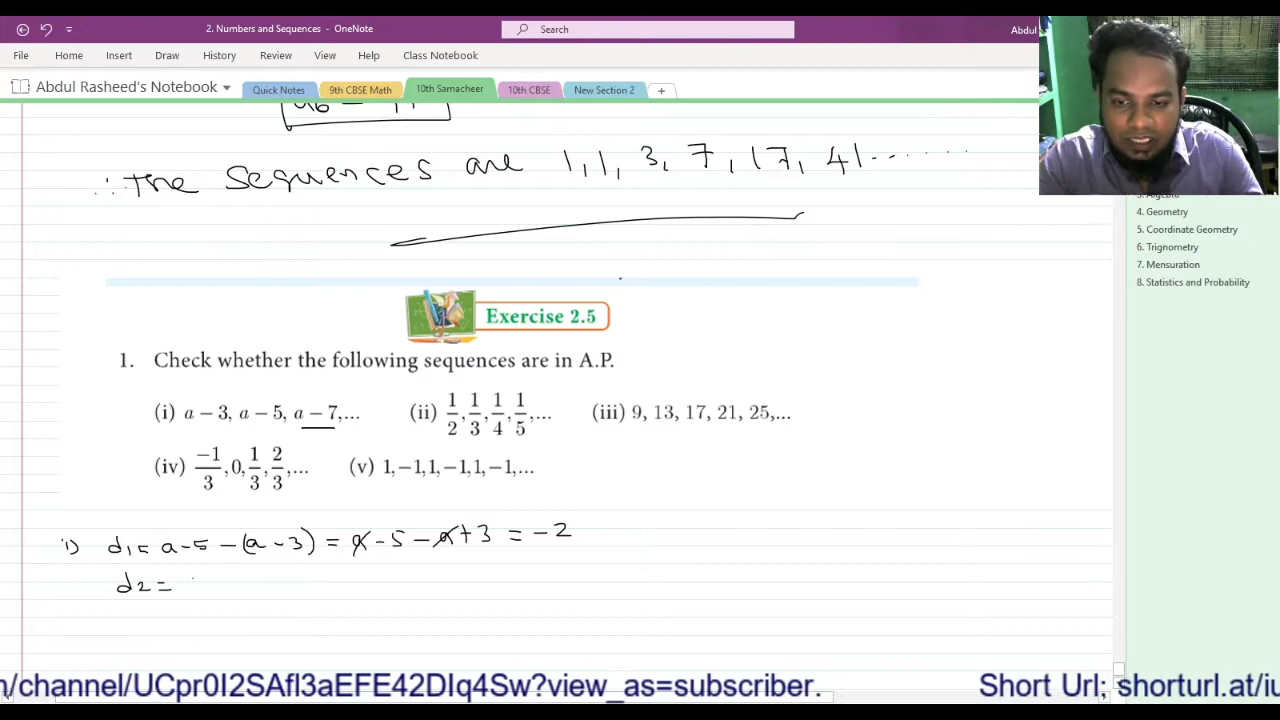 2. Numbers and Sequences - OneNote
Search
Abdul
File Home Insert Draw History Review View Help Class Notebook
Abdul Rasheed's Notebook Quick Notes 9th CBSE Math 10th Samacheer 10th CBSE New Section 2
∴ The sequences are 1, 1, 3, 7, 17, 41 ......
4. Geometry
5. Coordinate Geometry
6. Trignometry
7. Mensuration
8. Statistics and Probability
Exercise 2.5
1. Check whether the following sequences are in A.P.
(i) a − 3, a − 5, a − 7,... (ii) 1/2, 1/3, 1/4, 1/5,... (iii) 9, 13, 17, 21, 25,...
(iv) −1/3, 0, 1/3, 2/3,... (v) 1, −1, 1, −1, 1, −1,...
i) d1 = a - 5 - (a - 3) = a - 5 - a + 3 = - 2
d2 =
/channel/UCpr0I2SAfI3aEFE42DIq4Sw?view_as=subscriber. Short Url; shorturl.at/iu